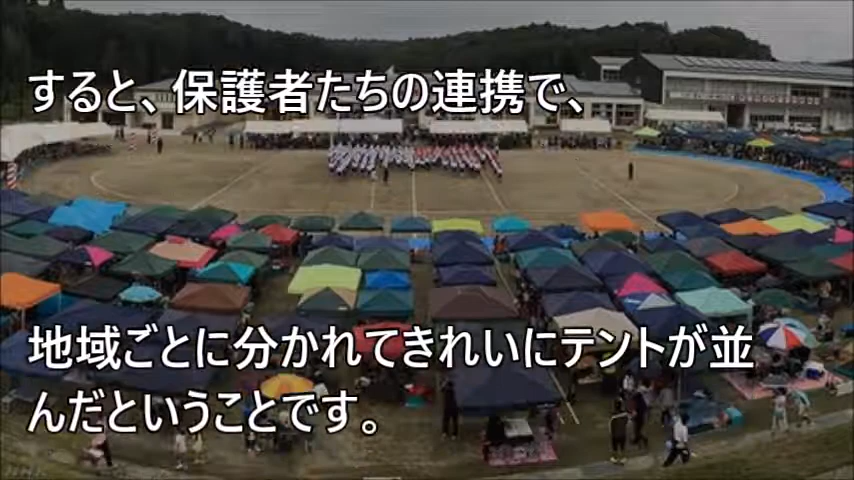 すると、保護者たちの連携で、
地域ごとに分かれてきれいにテントが並
んだということです。